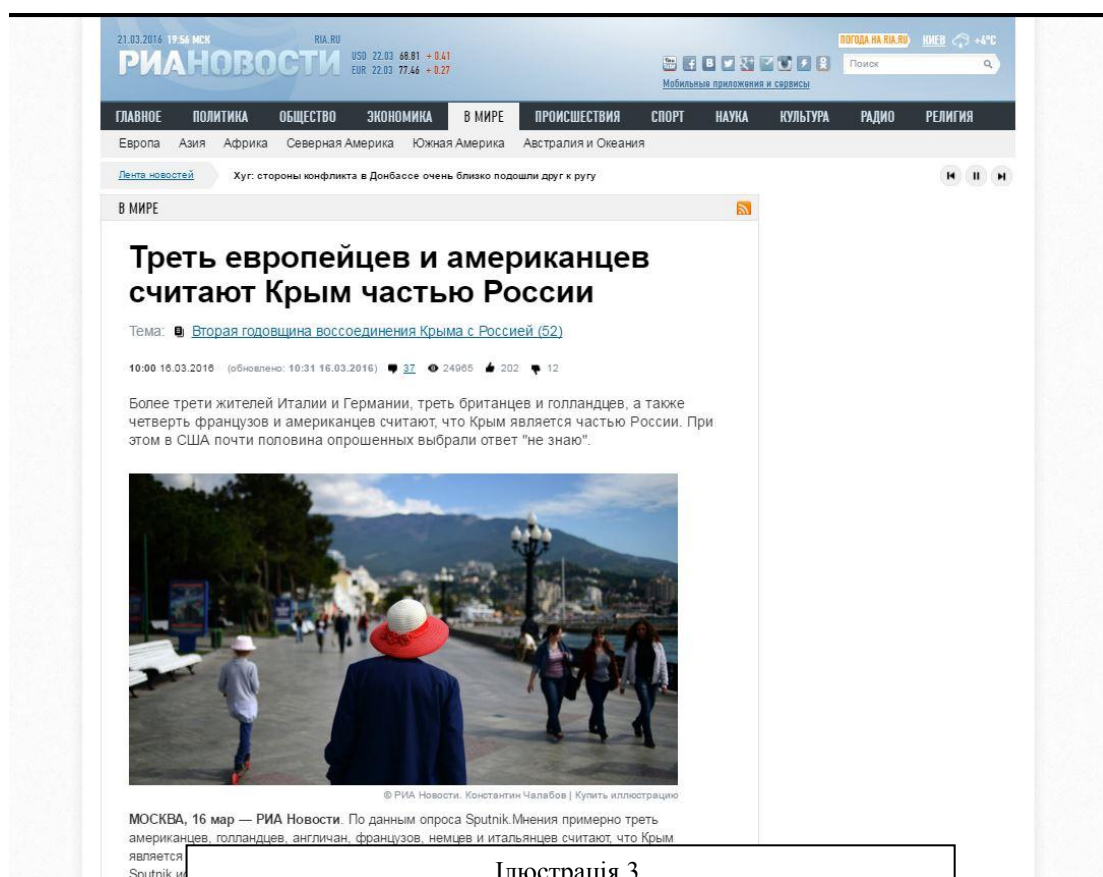 21.03.2016 19:56 МСК
RIA.RU
РИАНОВОСТИ
USD 22.03 68.81 + 0.41
EUR 22.03 77.46 + 0.27
ПОГОДА НА RIA.RU КИЕВ +4°C
Поиск
Мобильные приложения и сервисы
ГЛАВНОЕ ПОЛИТИКА ОБЩЕСТВО ЭКОНОМИКА В МИРЕ ПРОИСШЕСТВИЯ СПОРТ НАУКА КУЛЬТУРА РАДИО РЕЛИГИЯ
Европа Азия Африка Северная Америка Южная Америка Австралия и Океания
Лента новостей Хуг: стороны конфликта в Донбассе очень близко подошли друг к ругу
В МИРЕ
Треть европейцев и американцев
считают Крым частью России
Тема: Вторая годовщина воссоединения Крыма с Россией (52)
10:00 16.03.2016 (обновлено: 10:31 16.03.2016) 37 24965 202 12
Более трети жителей Италии и Германии, треть британцев и голландцев, а также
четверть французов и американцев считают, что Крым является частью России. При
этом в США почти половина опрошенных выбрали ответ "не знаю".
© РИА Новости. Константин Чалабов | Купить иллюстрацию
МОСКВА, 16 мар — РИА Новости. По данным опроса Sputnik.Мнения примерно треть
американцев, голландцев, англичан, французов, немцев и итальянцев считают, что Крым
является
Sputnik
Ілюстрація 3